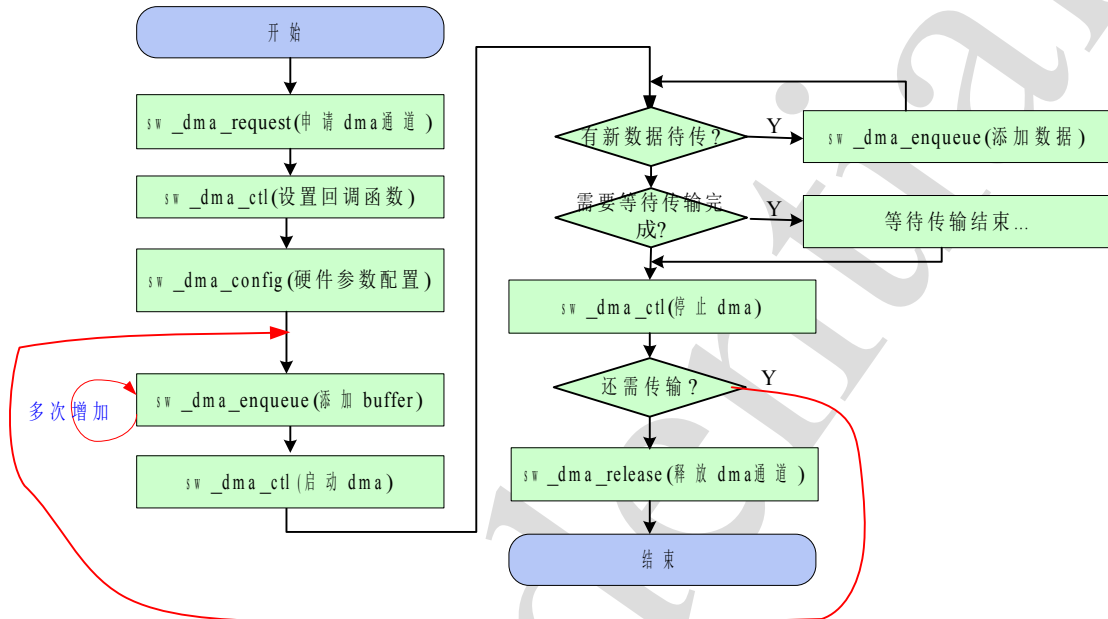 开始
sw _dma_request(申请 dma通道)
sw _dma_ctl(设置回调函数)
sw _dma_config(硬件参数配置)
多次增加
sw _dma_enqueue(添加 buffer)
sw _dma_ctl (启动 dma)
有新数据待传?
Y
sw _dma_enqueue(添加数据)
需要等待传输完
成?
Y
等待传输结束...
sw _dma_ctl(停止 dma)
还需传输?
Y
sw _dma_release(释放 dma通道)
结束